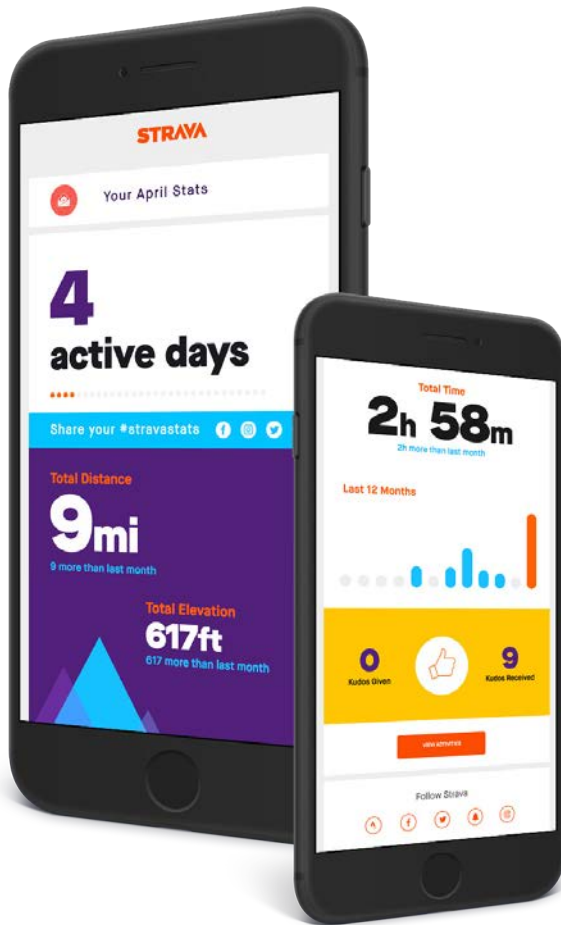 STRAVA
Your April Stats
4
active days
Share your #stravastats
Total Distance
9mi
9 more than last month
Total Elevation
617ft
617 more than last month
Total Time
2h 58m
2h more than last month
Last 12 Months
0
Kudos Given
9
Kudos Received
VIEW ACTIVITIES
Follow Strava